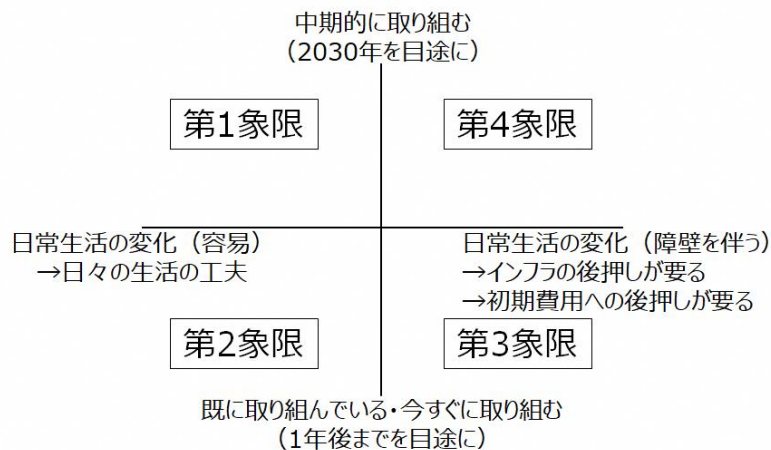 中期的に取り組む
（2030年を目途に）
第1象限
第4象限
日常生活の変化（容易）
→日々の生活の工夫
日常生活の変化（障壁を伴う）
→インフラの後押しが要る
→初期費用への後押しが要る
第2象限
第3象限
既に取り組んでいる・今すぐに取り組む
（1年後までを目途に）